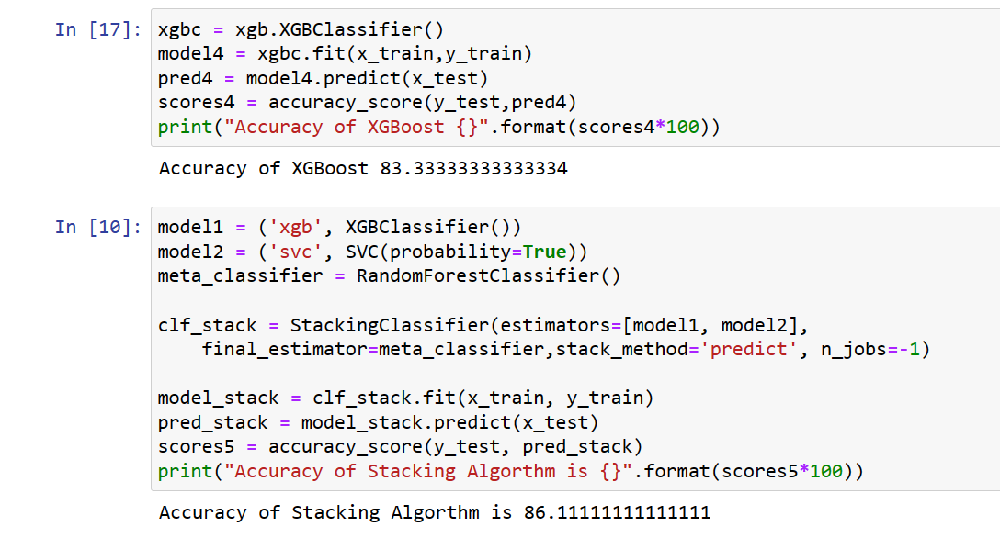 In [17]: xgbc = xgb.XGBClassifier()
model4 = xgbc.fit(x_train,y_train)
pred4 = model4.predict(x_test)
scores4 = accuracy_score(y_test,pred4)
print("Accuracy of XGBoost {}".format(scores4*100))
Accuracy of XGBoost 83.33333333333334
In [10]: model1 = ('xgb', XGBClassifier())
model2 = ('svc', SVC(probability=True))
meta_classifier = RandomForestClassifier()
clf_stack = StackingClassifier(estimators=[model1, model2],
final_estimator=meta_classifier,stack_method='predict', n_jobs=-1)
model_stack = clf_stack.fit(x_train, y_train)
pred_stack = model_stack.predict(x_test)
scores5 = accuracy_score(y_test, pred_stack)
print("Accuracy of Stacking Algorthm is {}".format(scores5*100))
Accuracy of Stacking Algorthm is 86.11111111111111